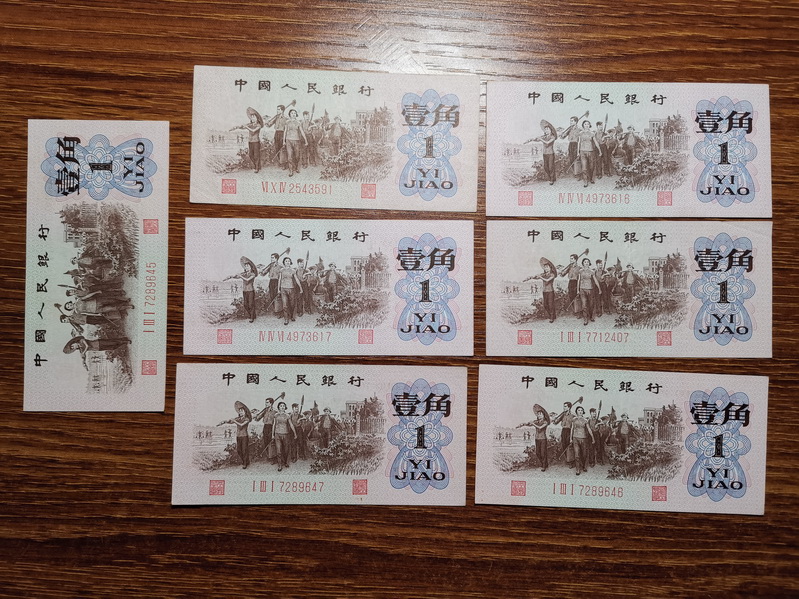 中國人民銀行
壹角
1
YI
JIAO
I III I 7289645
中國人民銀行
壹角
1
YI
JIAO
VI X IV 2543591
中國人民銀行
壹角
1
YI
JIAO
IV IV VI 4973616
中國人民銀行
壹角
1
YI
JIAO
IV IV VI 4973617
中國人民銀行
壹角
1
YI
JIAO
I III I 7712407
中國人民銀行
壹角
1
YI
JIAO
I III I 7289647
中國人民銀行
壹角
1
YI
JIAO
I III I 7289646